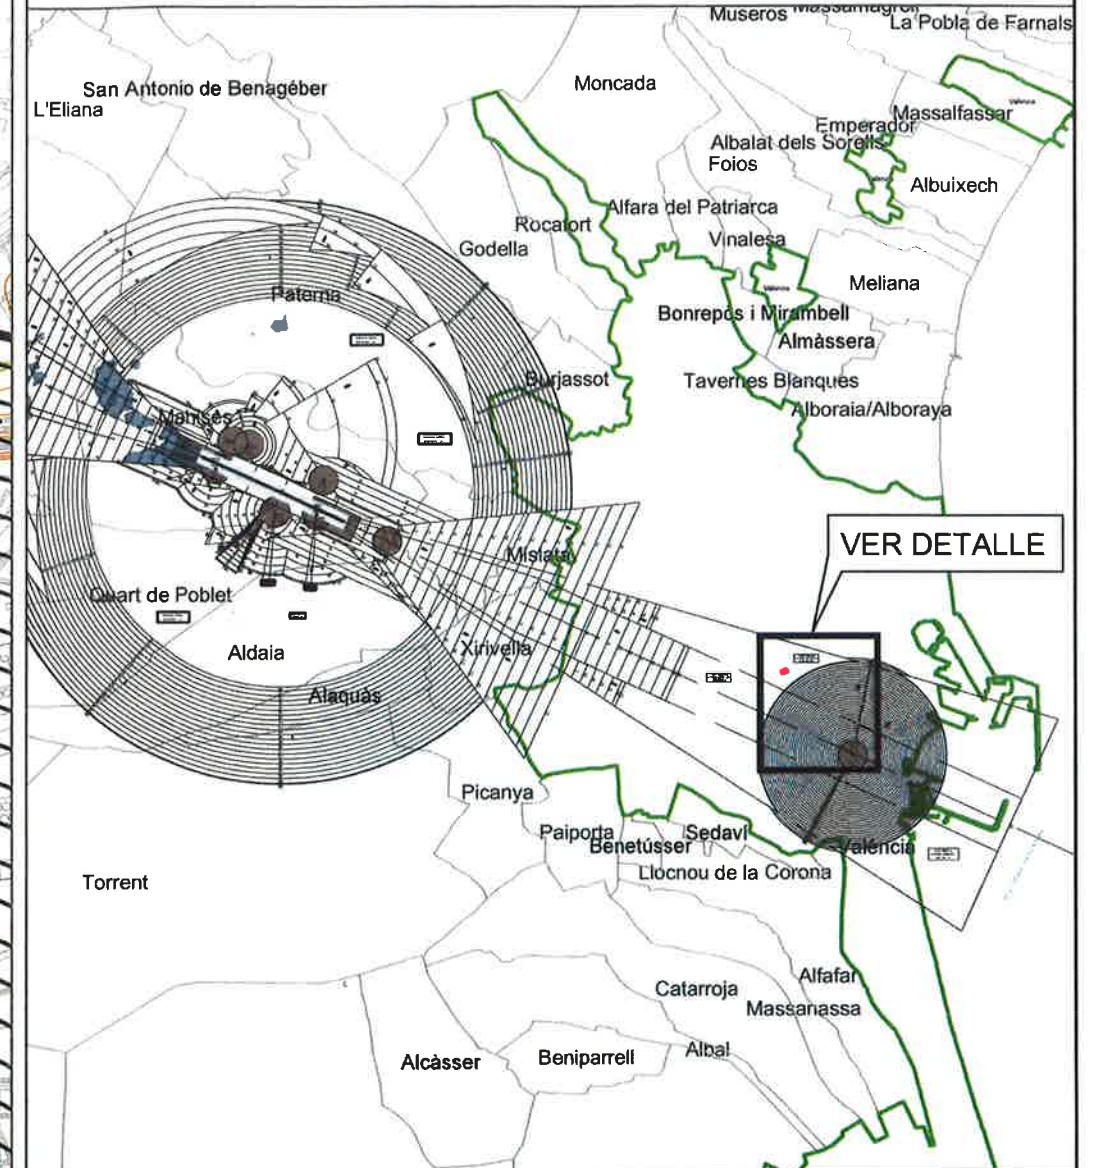 Museros
La Pobla de Farnals
San Antonio de Benagéber
L'Eliana
Moncada
Massalfassar
Emperador
Albalat dels Sorells
Foios
Albuixech
Alfara del Patriarca
Rocafort
Vinalesa
Godella
Meliana
Paterna
Bonrepòs i Mirambell
Almàssera
Burjassot
Tavernes Blanques
Manises
Alboraia/Alboraya
VER DETALLE
Mislata
Quart de Poblet
Xirivella
Aldaia
Alaquàs
Picanya
Paiporta
Sedaví
Benetússer
València
Llocnou de la Corona
Torrent
Alfafar
Catarroja
Massanassa
Albal
Beniparrell
Alcàsser